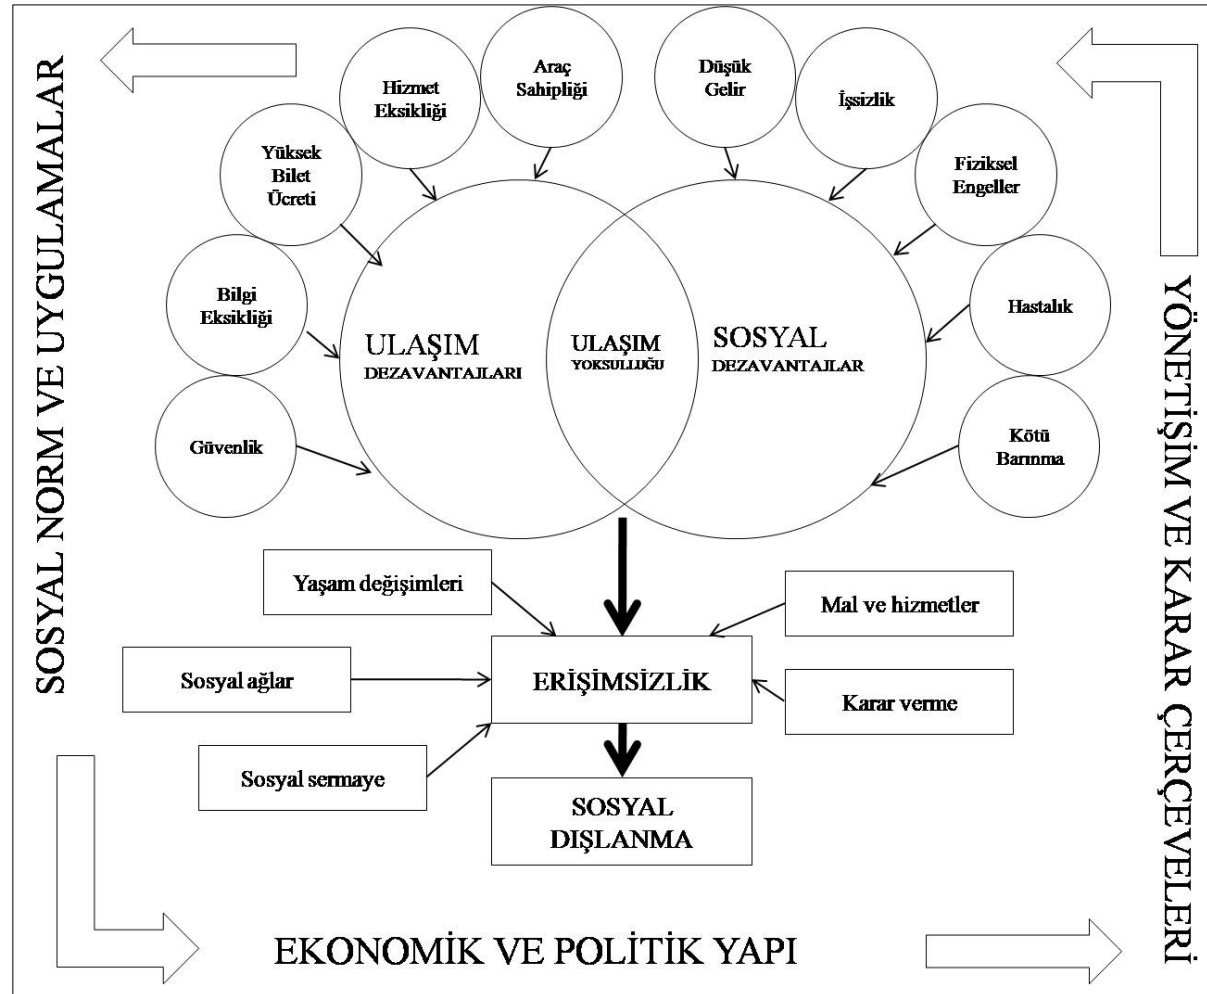 SOSYAL NORM VE UYGULAMALAR
Hizmet
Eksikliği
Araç
Sahipliği
Düşük
Gelir
İşsizlik
Yüksek
Bilet
Ücreti
Fiziksel
Engeller
Bilgi
Eksikliği
Hastalık
Güvenlik
Kötü
Barınma
ULAŞIM
DEZAVANTAJLARI
ULAŞIM
YOKSULLUĞU
SOSYAL
DEZAVANTAJLAR
Yaşam değişimleri
Mal ve hizmetler
Sosyal ağlar
ERİŞİMSİZLİK
Karar verme
Sosyal sermaye
SOSYAL
DIŞLANMA
EKONOMİK VE POLİTİK YAPI
YÖNETİŞİM VE KARAR ÇERÇEVELERİ